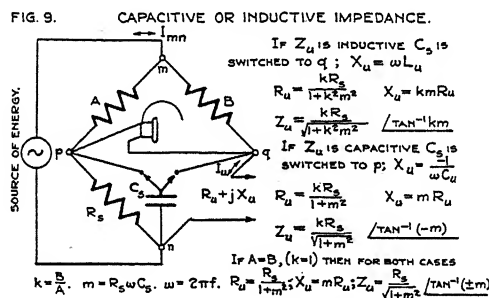 FIG. 9. CAPACITIVE OR INDUCTIVE IMPEDANCE.
I_mn
m
A
B
p
q
SOURCE OF ENERGY.
C_s
R_s
I_u
R_u+jX_u
n
IF Z_u IS INDUCTIVE C_s IS
SWITCHED TO q; X_u=ωL_u
R_u=kR_s/(1+k²m²) X_u=kmR_u
Z_u=kR_s/√(1+k²m²) /TAN⁻¹ km
IF Z_u IS CAPACITIVE C_s IS
SWITCHED TO p; X_u=-1/(ωC_u)
R_u=kR_s/(1+m²) X_u=mR_u
Z_u=kR_s/√(1+m²) /TAN⁻¹(-m)
IF A=B, (k=1) THEN FOR BOTH CASES
k=B/A. m=R_sωC_s. ω=2πf. R_u=R_s/(1+m²); X_u=mR_u; Z_u=R_s/√(1+m²) /TAN⁻¹(±m)